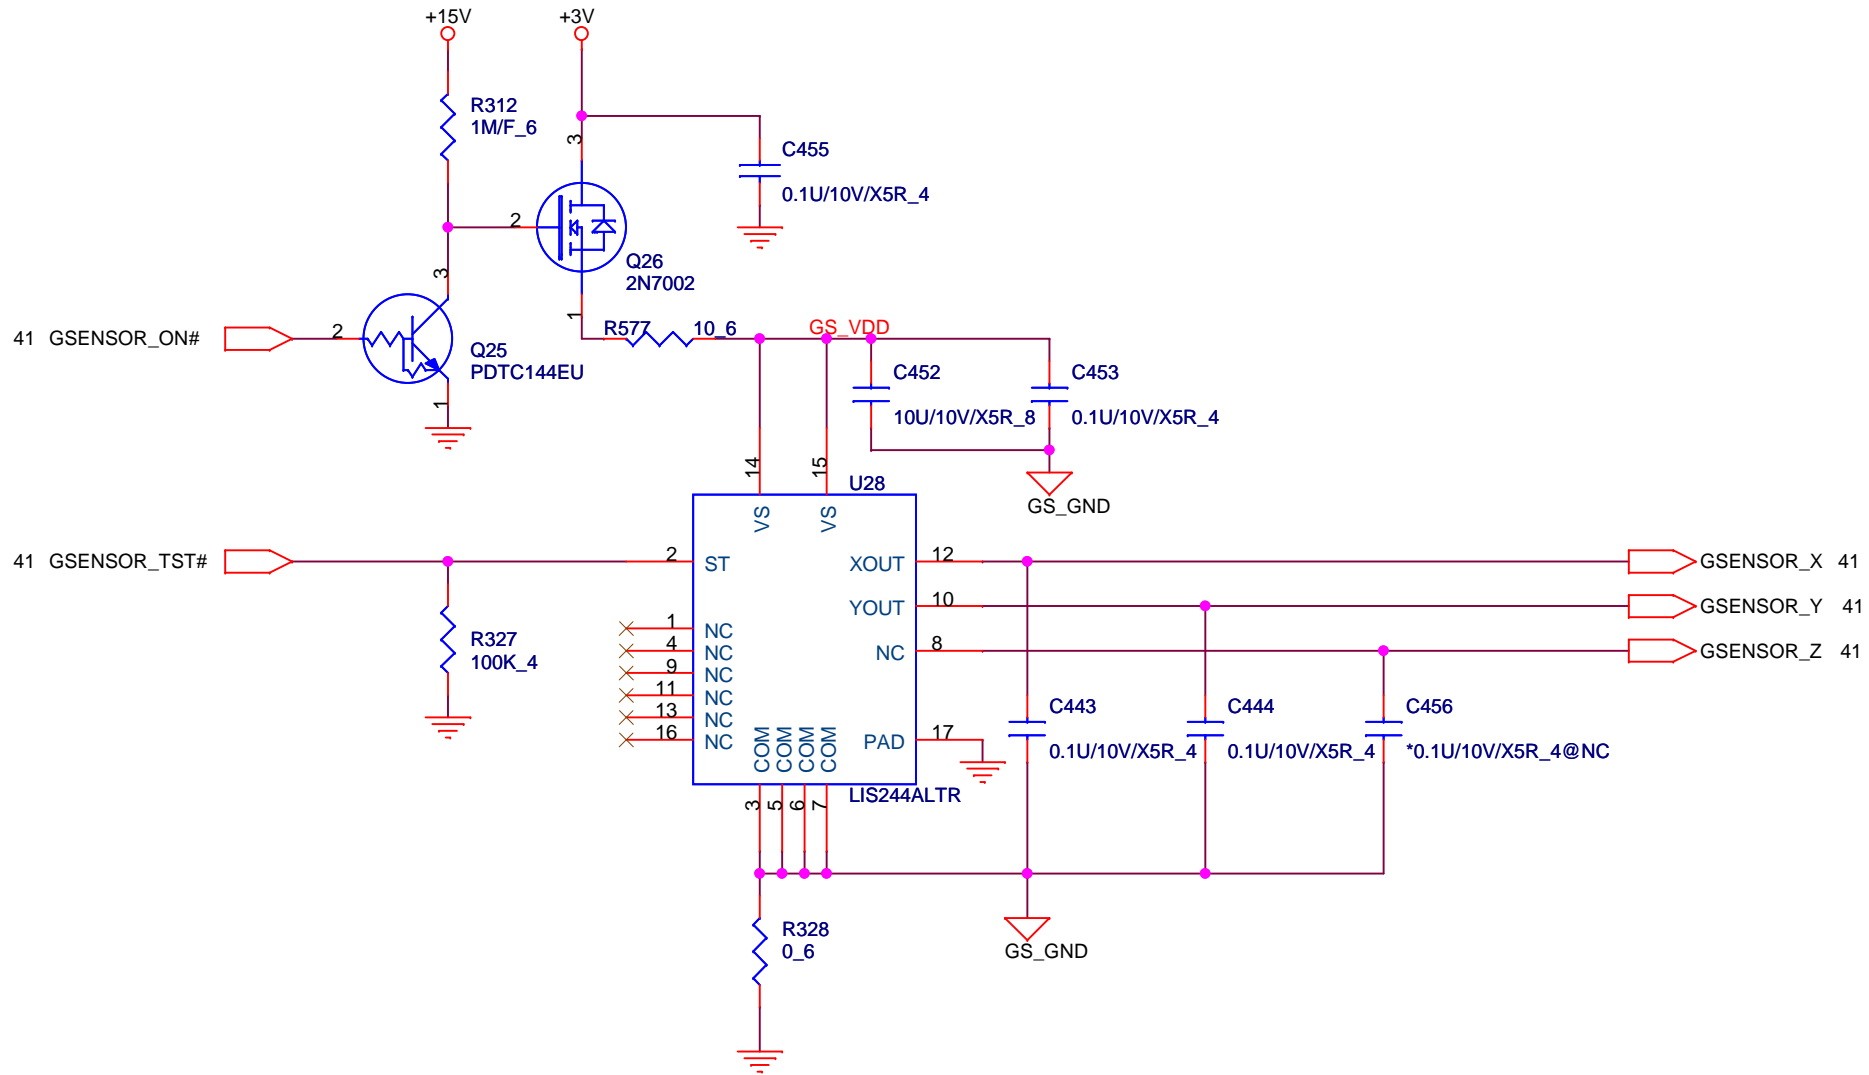 +15V
+3V
R312
1M/F_6
3
C455
0.1U/10V/X5R_4
2
Q26
2N7002
3
1
41 GSENSOR_ON#
2
Q25
PDTC144EU
1
R577
10_6
GS_VDD
C452
10U/10V/X5R_8
C453
0.1U/10V/X5R_4
GS_GND
14
15
U28
VS
VS
41 GSENSOR_TST#
2
ST
XOUT
12
GSENSOR_X 41
YOUT
10
GSENSOR_Y 41
NC
8
GSENSOR_Z 41
R327
100K_4
1
NC
4
NC
9
NC
11
NC
13
NC
16
NC
COM
COM
COM
COM
PAD
17
C443
0.1U/10V/X5R_4
C444
0.1U/10V/X5R_4
C456
*0.1U/10V/X5R_4@NC
LIS244ALTR
3
5
6
7
R328
0_6
GS_GND